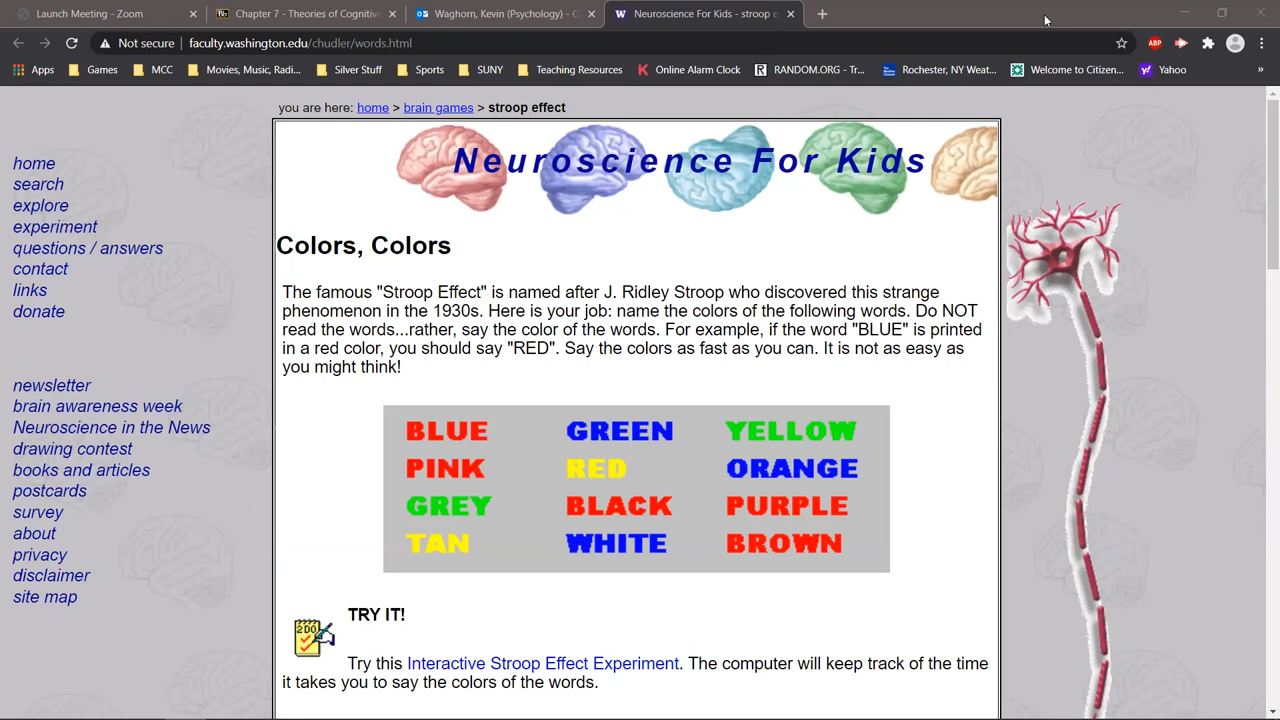 Launch Meeting - Zoom
Chapter 7 - Theories of Cognitive
Waghorn, Kevin (Psychology) - O
Neuroscience For Kids - stroop e
Not secure
faculty.washington.edu/chudler/words.html
ABP
Apps
Games
MCC
Movies, Music, Radi...
Silver Stuff
Sports
SUNY
Teaching Resources
Online Alarm Clock
RANDOM.ORG - Tr...
Rochester, NY Weat...
Welcome to Citizen...
Yahoo
»
you are here: home > brain games > stroop effect
Neuroscience For Kids
home
search
explore
experiment
questions / answers
contact
links
donate
newsletter
brain awareness week
Neuroscience in the News
drawing contest
books and articles
postcards
survey
about
privacy
disclaimer
site map
Colors, Colors
The famous "Stroop Effect" is named after J. Ridley Stroop who discovered this strange
phenomenon in the 1930s. Here is your job: name the colors of the following words. Do NOT
read the words...rather, say the color of the words. For example, if the word "BLUE" is printed
in a red color, you should say "RED". Say the colors as fast as you can. It is not as easy as
you might think!
BLUE GREEN YELLOW
PINK RED ORANGE
GREY BLACK PURPLE
TAN WHITE BROWN
TRY IT!
2DO
Try this Interactive Stroop Effect Experiment. The computer will keep track of the time
it takes you to say the colors of the words.